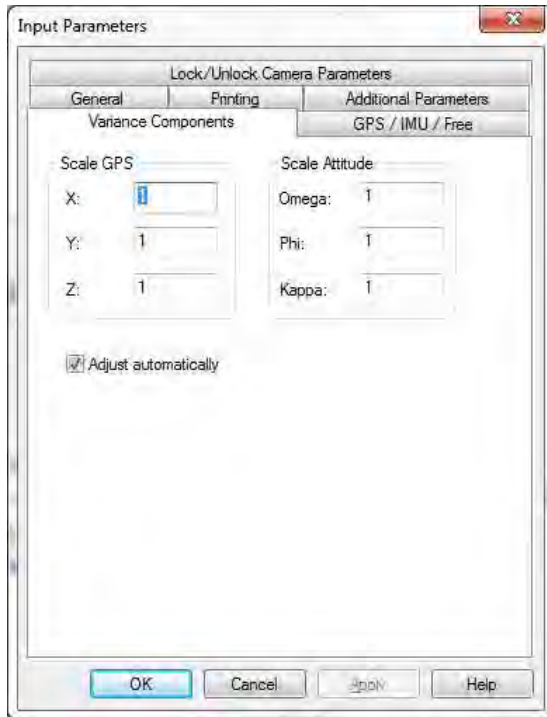 Input Parameters
Lock/Unlock Camera Parameters
General Printing Additional Parameters
Variance Components GPS / IMU / Free
Scale GPS Scale Attitude
X: 1 Omega: 1
Y: 1 Phi: 1
Z: 1 Kappa: 1
Adjust automatically
OK Cancel Apply Help